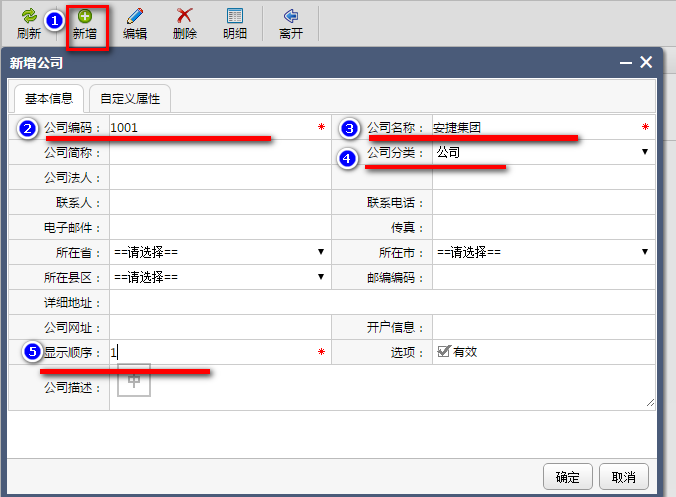 1 刷新 新增 编辑 删除 明细 离开
新增公司
基本信息 自定义属性
2 公司编码： 1001 * 3 公司名称： 安捷集团 *
公司简称： 4 公司分类： 公司
公司法人：
联系人： 联系电话：
电子邮件： 传真：
所在省： ==请选择== 所在市： ==请选择==
所在县区： ==请选择== 邮编编码：
详细地址：
公司网址： 开户信息：
5 显示顺序： 1 * 选项： 有效
中
公司描述：
确定 取消